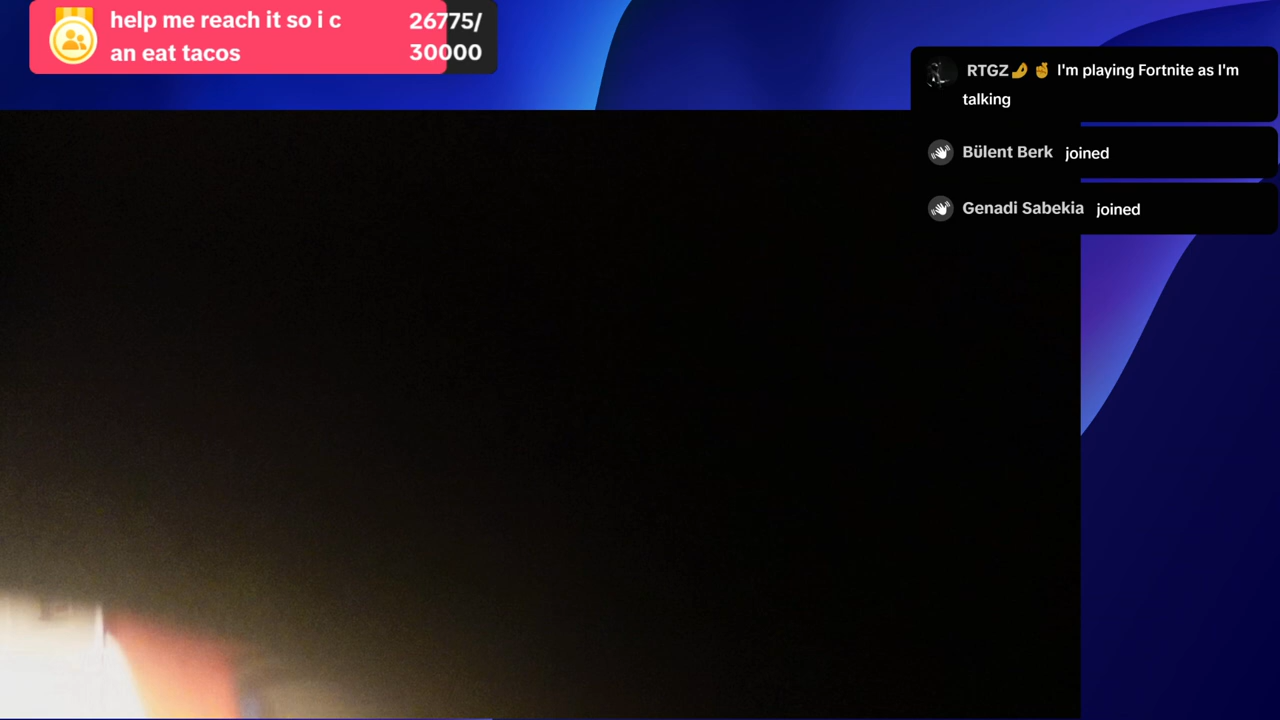 help me reach it so i c
an eat tacos
26775/
30000
RTGZ🤌🤞 I'm playing Fortnite as I'm
talking
Bülent Berk joined
Genadi Sabekia joined